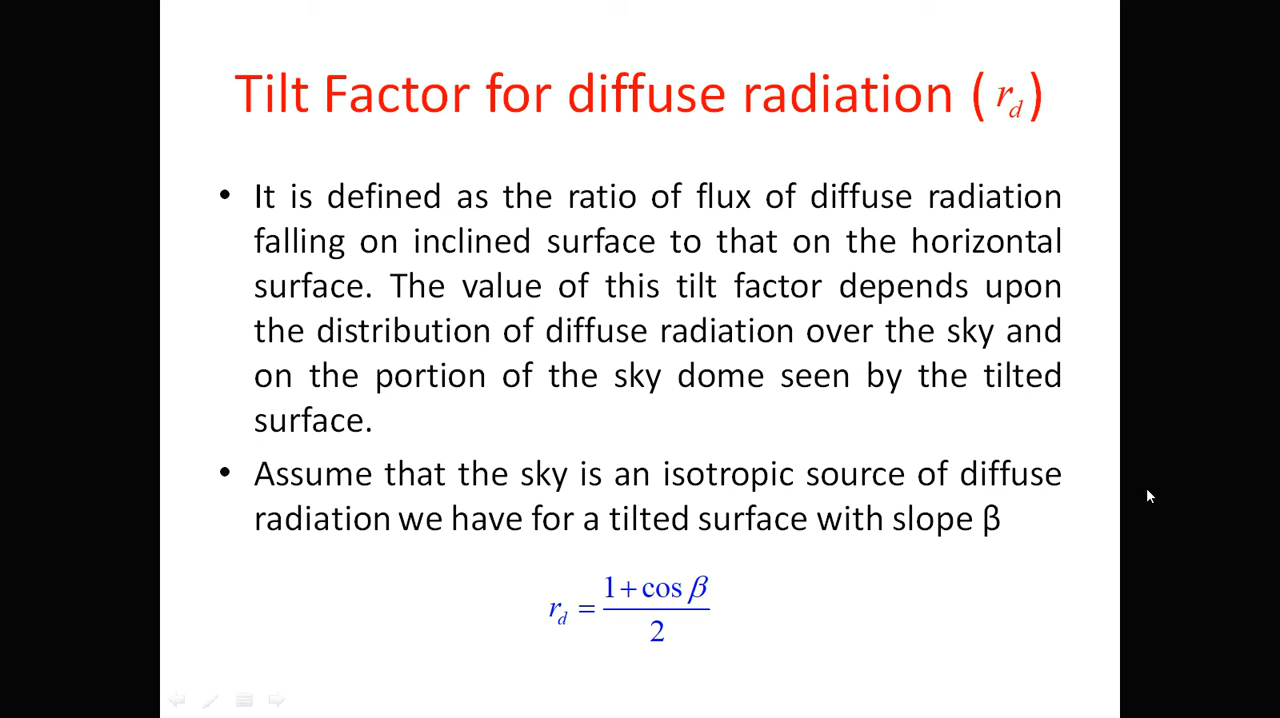 Tilt Factor for diffuse radiation ( r_d )
• It is defined as the ratio of flux of diffuse radiation
falling on inclined surface to that on the horizontal
surface. The value of this tilt factor depends upon
the distribution of diffuse radiation over the sky and
on the portion of the sky dome seen by the tilted
surface.
• Assume that the sky is an isotropic source of diffuse
radiation we have for a tilted surface with slope β
r_d = (1 + cos β) / 2